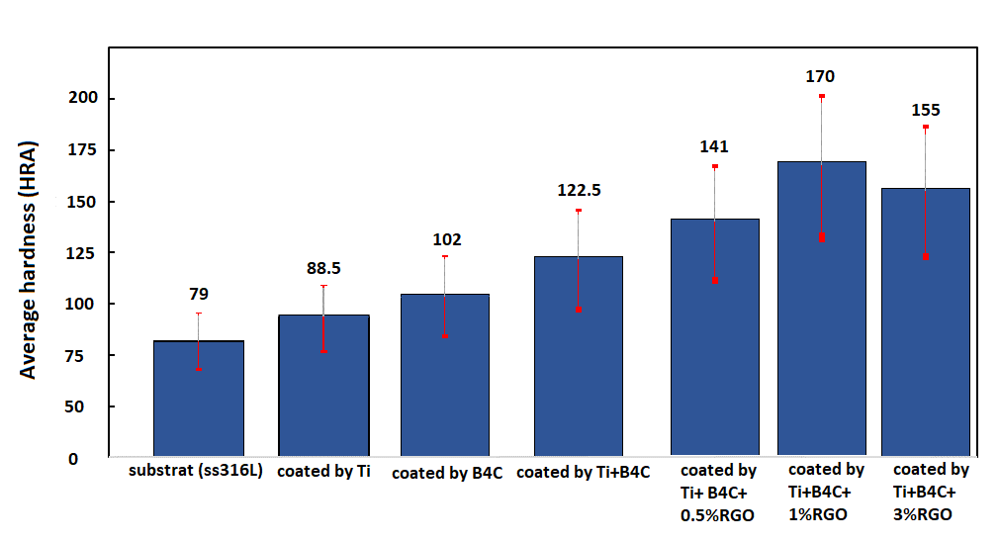 Average hardness (HRA)
200
175
150
125
100
75
50
0
79
88.5
102
122.5
141
170
155
substrat (ss316L)
coated by Ti
coated by B4C
coated by Ti+B4C
coated by
Ti+ B4C+
0.5%RGO
coated by
Ti+B4C+
1%RGO
coated by
Ti+B4C+
3%RGO